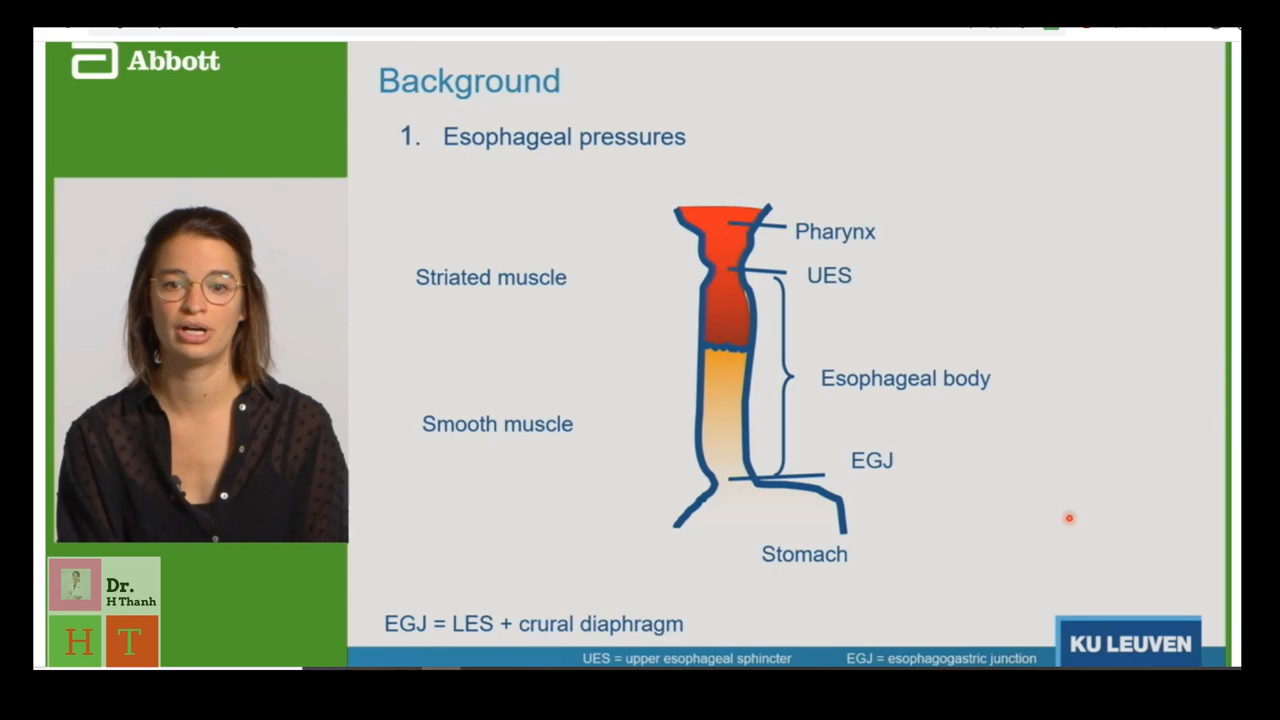 Abbott
Background
1. Esophageal pressures
Pharynx
UES
Striated muscle
Esophageal body
Smooth muscle
EGJ
Stomach
Dr.
H Thanh
H T
EGJ = LES + crural diaphragm
UES = upper esophageal sphincter
EGJ = esophagogastric junction
KU LEUVEN